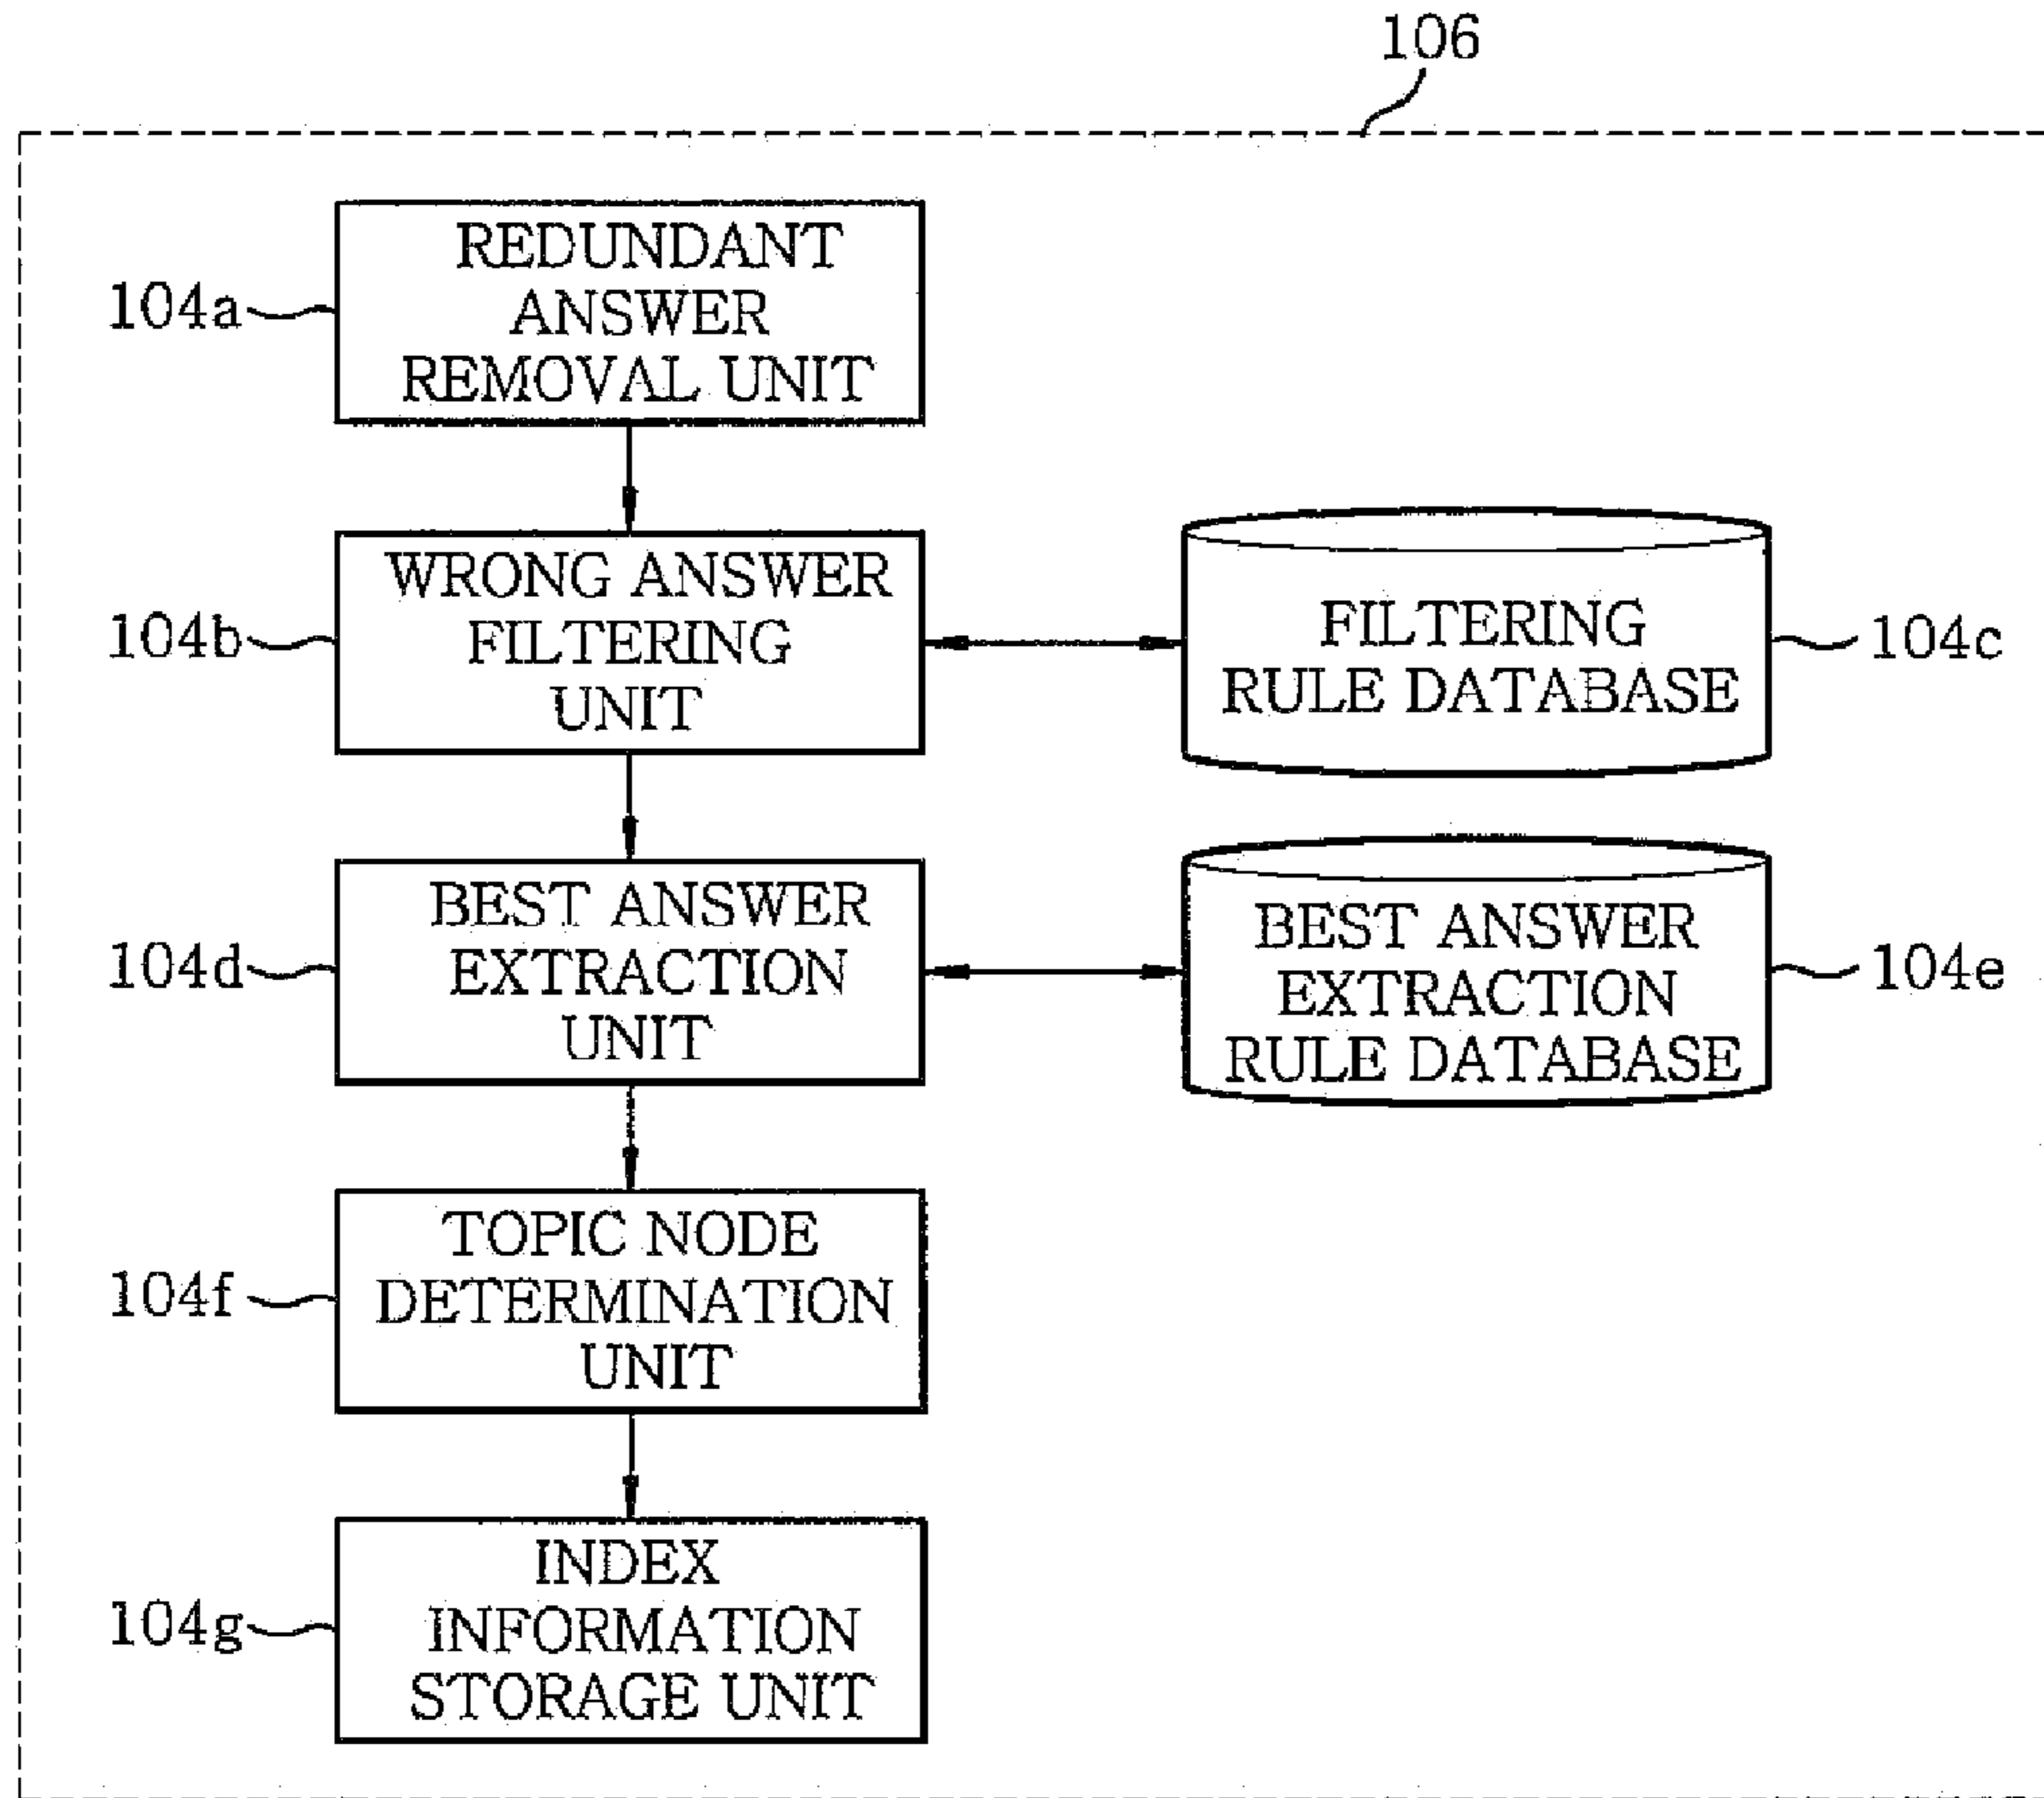 106
104a
REDUNDANT
ANSWER
REMOVAL UNIT
104b
WRONG ANSWER
FILTERING
UNIT
FILTERING
RULE DATABASE
104c
104d
BEST ANSWER
EXTRACTION
UNIT
BEST ANSWER
EXTRACTION
RULE DATABASE
104e
104f
TOPIC NODE
DETERMINATION
UNIT
104g
INDEX
INFORMATION
STORAGE UNIT